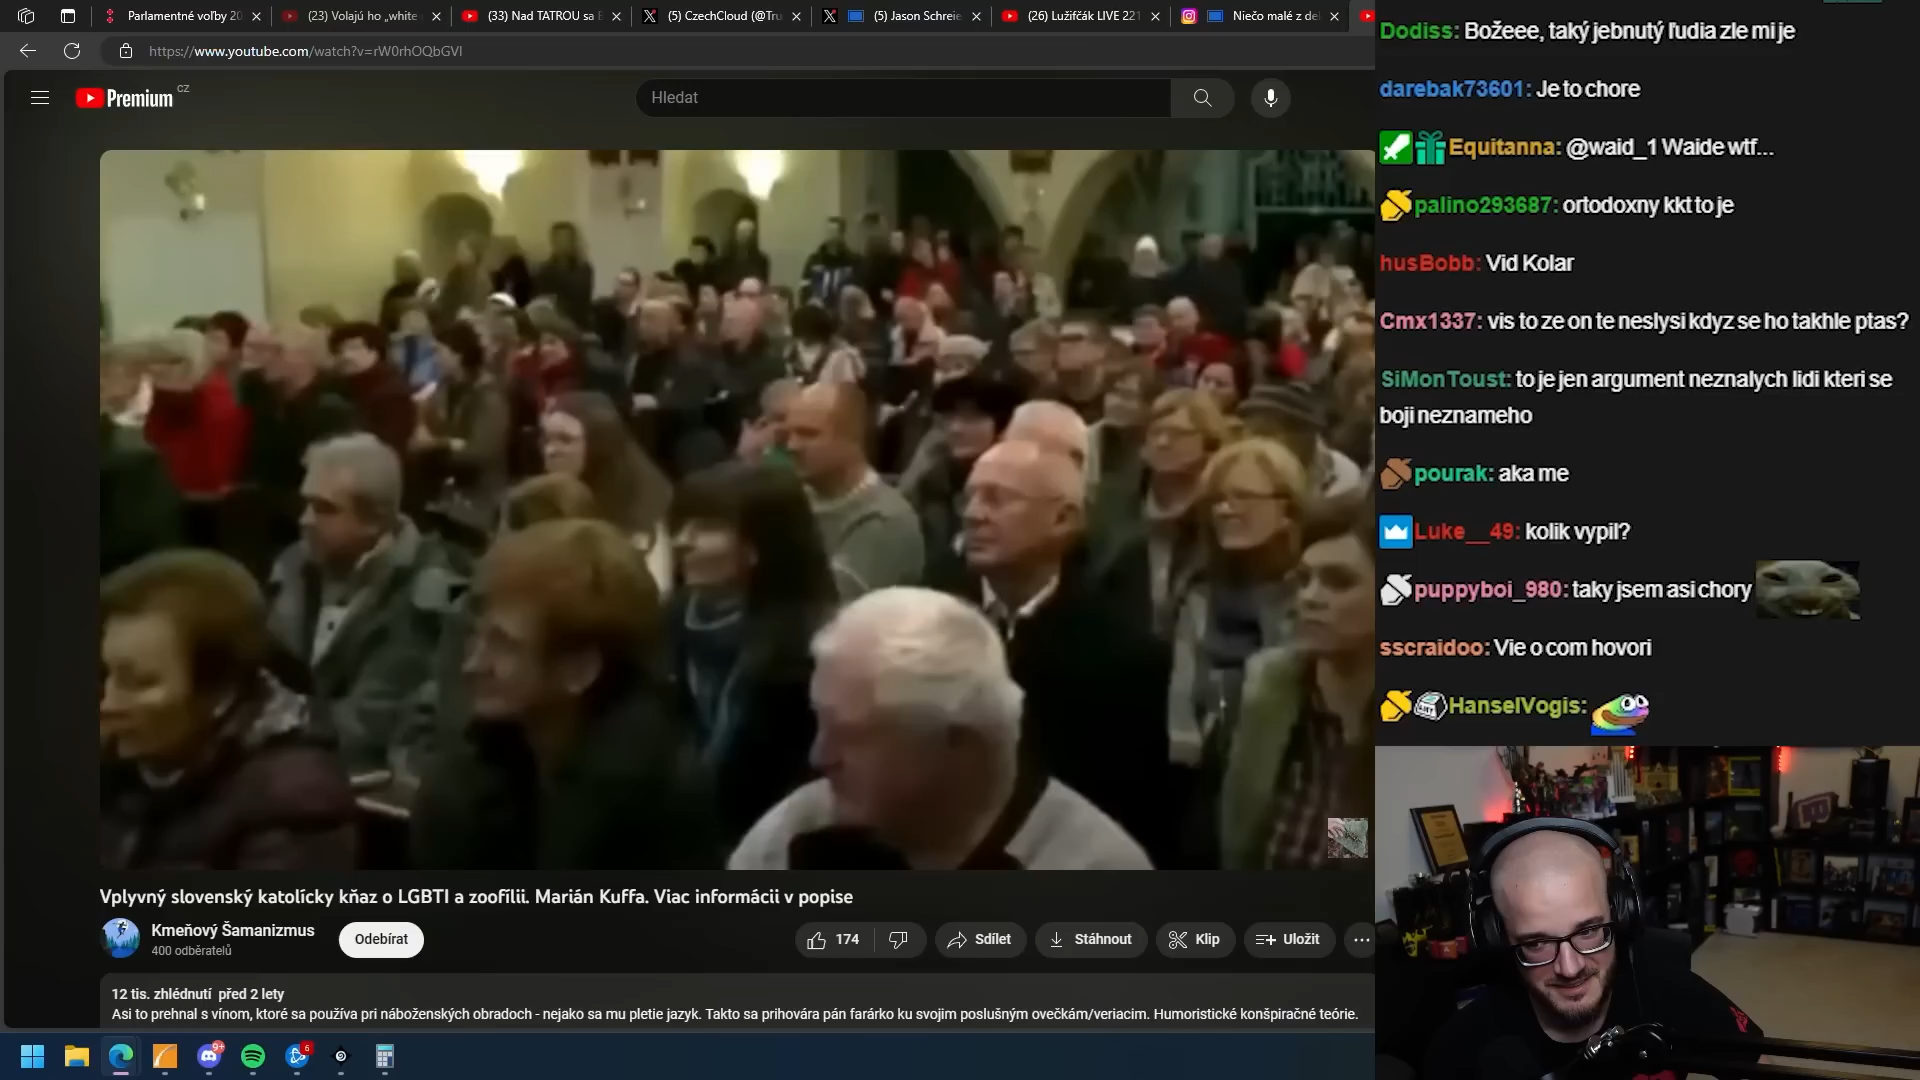 Parlamentné voľby 20
(23) Volajú ho „white
(33) Nad TATROU sa
(5) CzechCloud (@Tru
(5) Jason Schreie
(26) Lužifčák LIVE 221
Niečo malé z de
https://www.youtube.com/watch?v=rW0rhOQbGVI
Premium CZ
Hledat
Vplyvný slovenský katolícky kňaz o LGBTI a zoofílii. Marián Kuffa. Viac informácii v popise
Kmeňový Šamanizmus
400 odběratelů
Odebírat
174
Sdílet
Stáhnout
Klip
Uložit
12 tis. zhlédnutí před 2 lety
Asi to prehnal s vínom, ktoré sa používa pri náboženských obradoch - nejako sa mu pletie jazyk. Takto sa prihovára pán farárko ku svojim poslušným ovečkám/veriacim. Humoristické konšpiračné teórie.
9+
6
Dodiss: Božeee, taký jebnutý ľudia zle mi je
darebak73601: Je to chore
Equitanna: @waid_1 Waide wtf...
palino293687: ortodoxny kkt to je
husBobb: Vid Kolar
Cmx1337: vis to ze on te neslysi kdyz se ho takhle ptas?
SiMonToust: to je jen argument neznalych lidi kteri se
boji neznameho
pourak: aka me
Luke__49: kolik vypil?
puppyboi_980: taky jsem asi chory
sscraidoo: Vie o com hovori
HanselVogis: